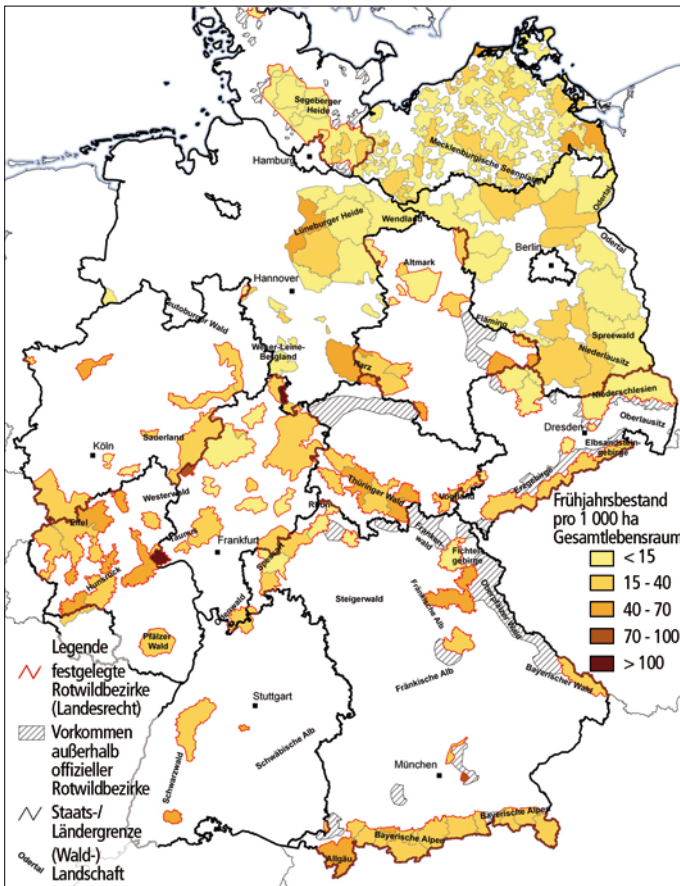 Segeberger
Heide
Hamburg
Mecklenburgische Seenplatte
Lüneburger Heide
Wendland
Odertal
Odertal
Berlin
Altmark
Hannover
Teutoburger Wald
Fläming
Spreewald
Weser-Leine-
Bergland
Niederlausitz
Harz
Niederschlesien
Oberlausitz
Dresden
Elbsandstein-
gebirge
Erzgebirge
Köln
Sauerland
Westerwald
Eifel
Thüringer Wald
Vogtland
Rhön
Taunus
Frankfurt
Spessart
Franken-
wald
Fichtel-
gebirge
Hunsrück
Odenwald
Steigerwald
Fränkische Alb
Oberpfälzer Wald
Pfälzer
Wald
Fränkische Alb
Bayerischer Wald
Stuttgart
Schwäbische Alb
Schwarzwald
München
Bayerische Alpen
Bayerische Alpen
Allgäu
Frühjahrsbestand
pro 1 000 ha
Gesamtlebensraum
< 15
15 - 40
40 - 70
70 - 100
> 100
Legende
festgelegte
Rotwildbezirke
(Landesrecht)
Vorkommen
außerhalb
offizieller
Rotwildbezirke
Staats-/
Ländergrenze
Odertal
(Wald-)
Landschaft